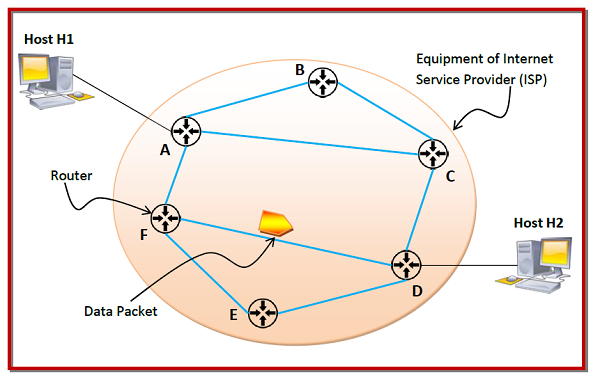 Host H1
B
Equipment of Internet
Service Provider (ISP)
A
C
Router
F
Host H2
D
Data Packet
E